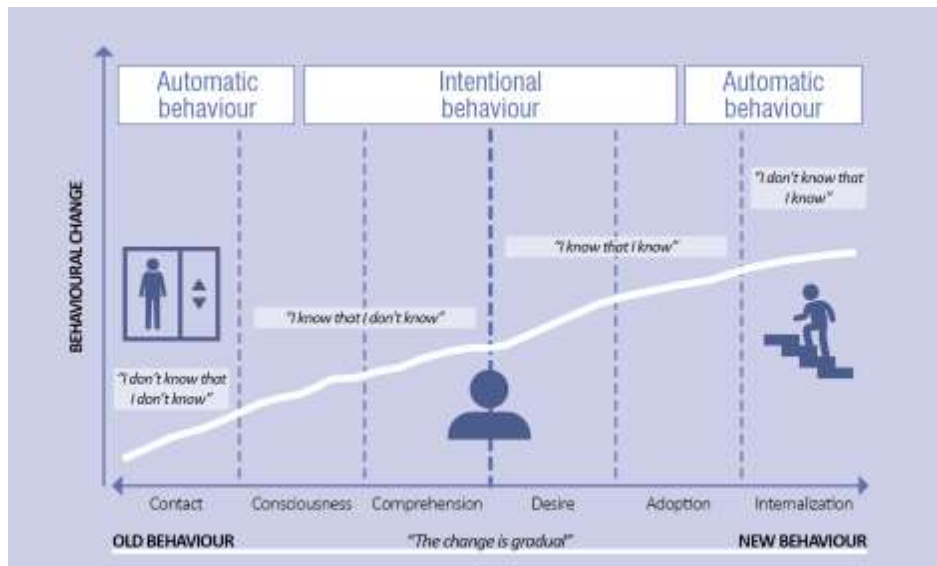 Automatic
behaviour
Intentional
behaviour
Automatic
behaviour
BEHAVIOURAL CHANGE
"I don't know that
I know"
"I know that I know"
"I know that I don't know"
"I don't know that
I don't know"
Contact
Consciousness
Comprehension
Desire
Adoption
Internalization
OLD BEHAVIOUR
"The change is gradual"
NEW BEHAVIOUR